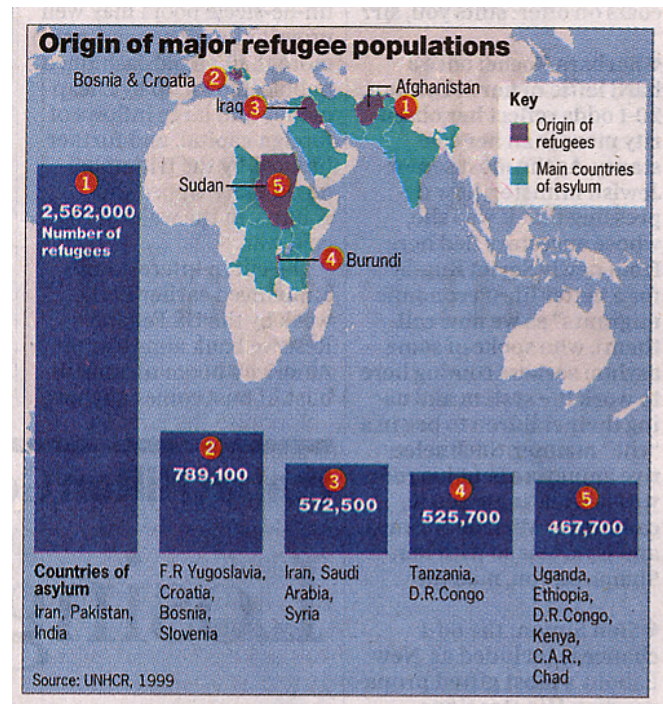 Origin of major refugee populations
Bosnia & Croatia 2
Iraq 3
Afghanistan
1
Sudan 5
4 Burundi
Key
Origin of
refugees
Main countries
of asylum
1
2,562,000
Number of
refugees
2
789,100
3
572,500
4
525,700
5
467,700
Countries of
asylum
Iran, Pakistan,
India
F.R Yugoslavia,
Croatia,
Bosnia,
Slovenia
Iran, Saudi
Arabia,
Syria
Tanzania,
D.R.Congo
Uganda,
Ethiopia,
D.R.Congo,
Kenya,
C.A.R.,
Chad
Source: UNHCR, 1999